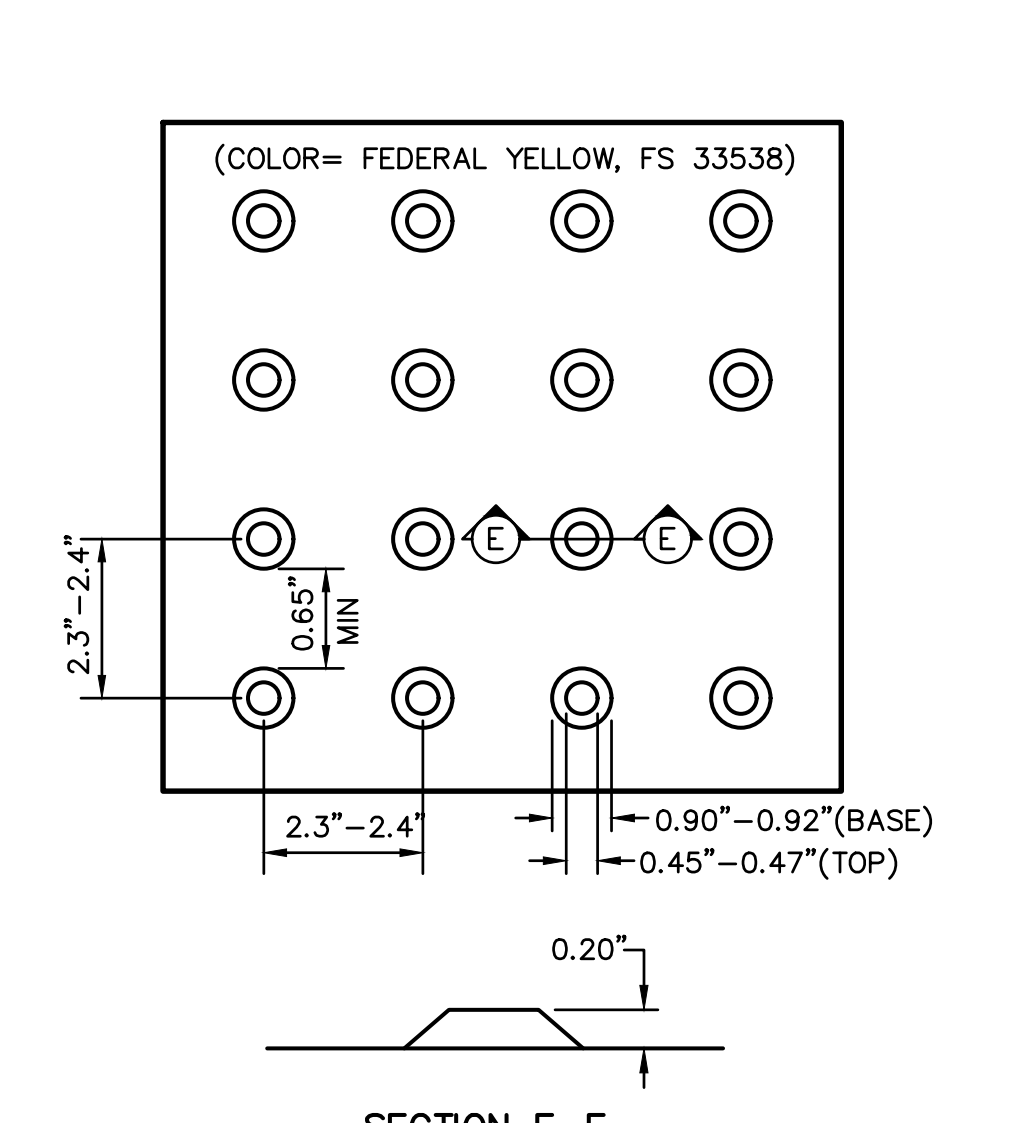 (COLOR= FEDERAL YELLOW, FS 33538)
E E
2.3”-2.4”
0.65”
MIN
2.3”-2.4”
0.90”-0.92”(BASE)
0.45”-0.47”(TOP)
0.20”
SECTION E-E